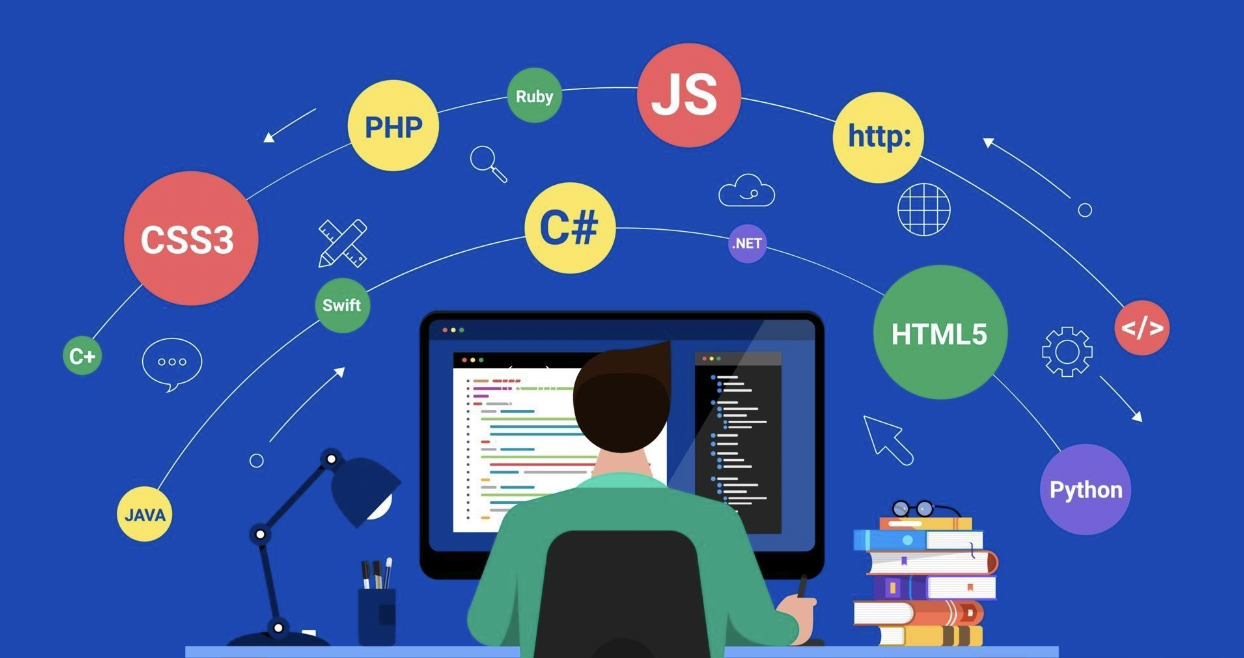 JS
Ruby
PHP
http:
CSS3
C#
.NET
Swift
HTML5
</>
C+
Python
JAVA